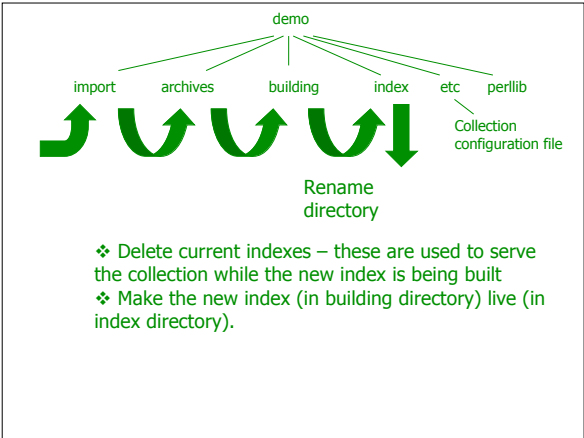 demo
import archives building index etc perllib
Collection
configuration file
Rename
directory
❖ Delete current indexes – these are used to serve
the collection while the new index is being built
❖ Make the new index (in building directory) live (in
index directory).